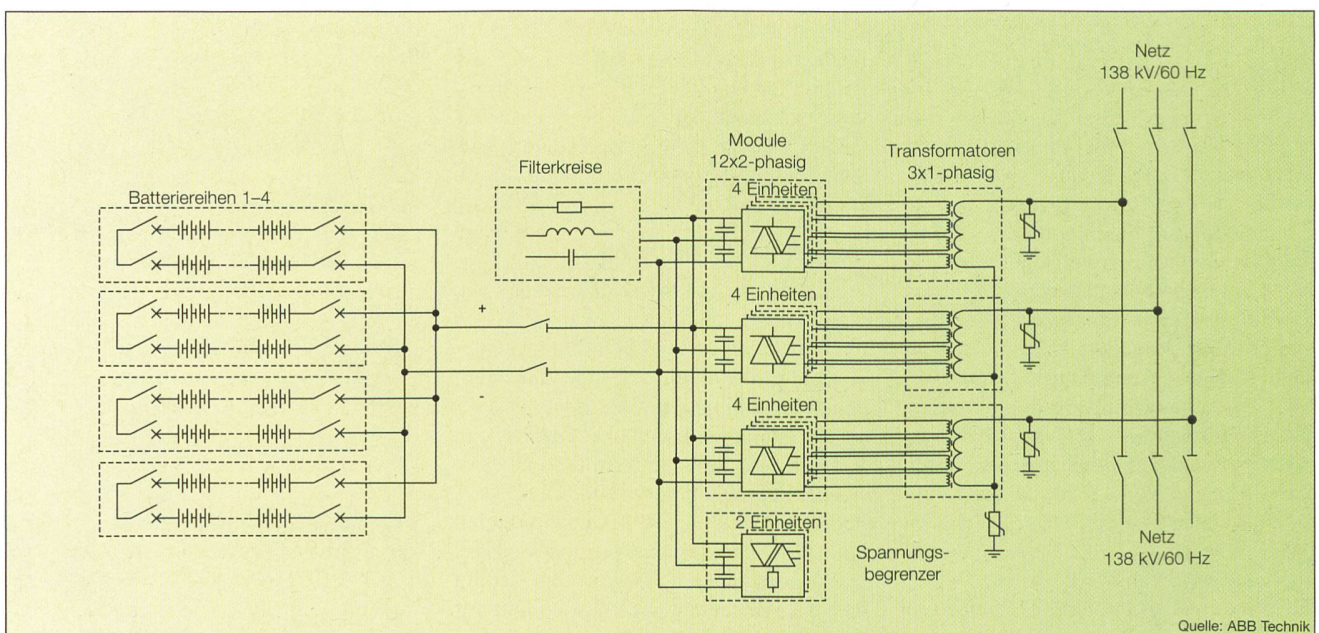 Netz
138 kV/60 Hz
Module
12x2-phasig
Transformatoren
3x1-phasig
Filterkreise
4 Einheiten
Batteriereihen 1–4
4 Einheiten
+
-
4 Einheiten
2 Einheiten
Spannungs-
begrenzer
Netz
138 kV/60 Hz
Quelle: ABB Technik